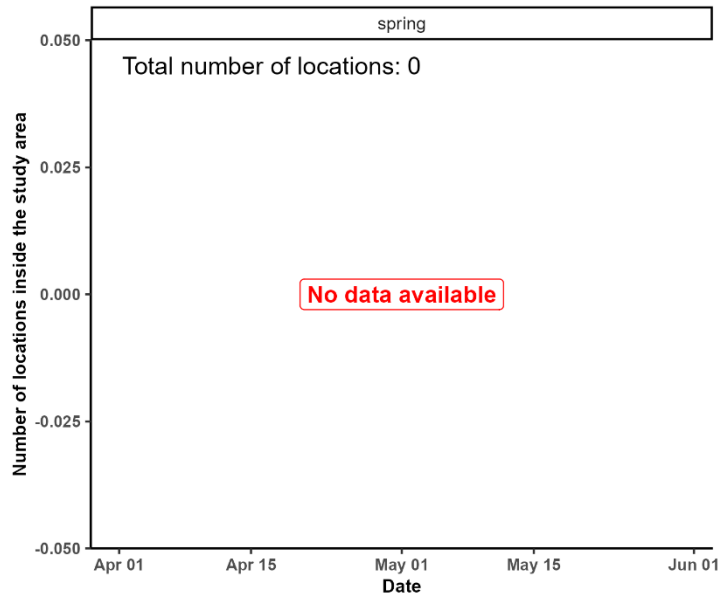 spring
Total number of locations: 0
Number of locations inside the study area
0.050
0.025
0.000
-0.025
-0.050
No data available
Apr 01 Apr 15 May 01 May 15 Jun 01
Date